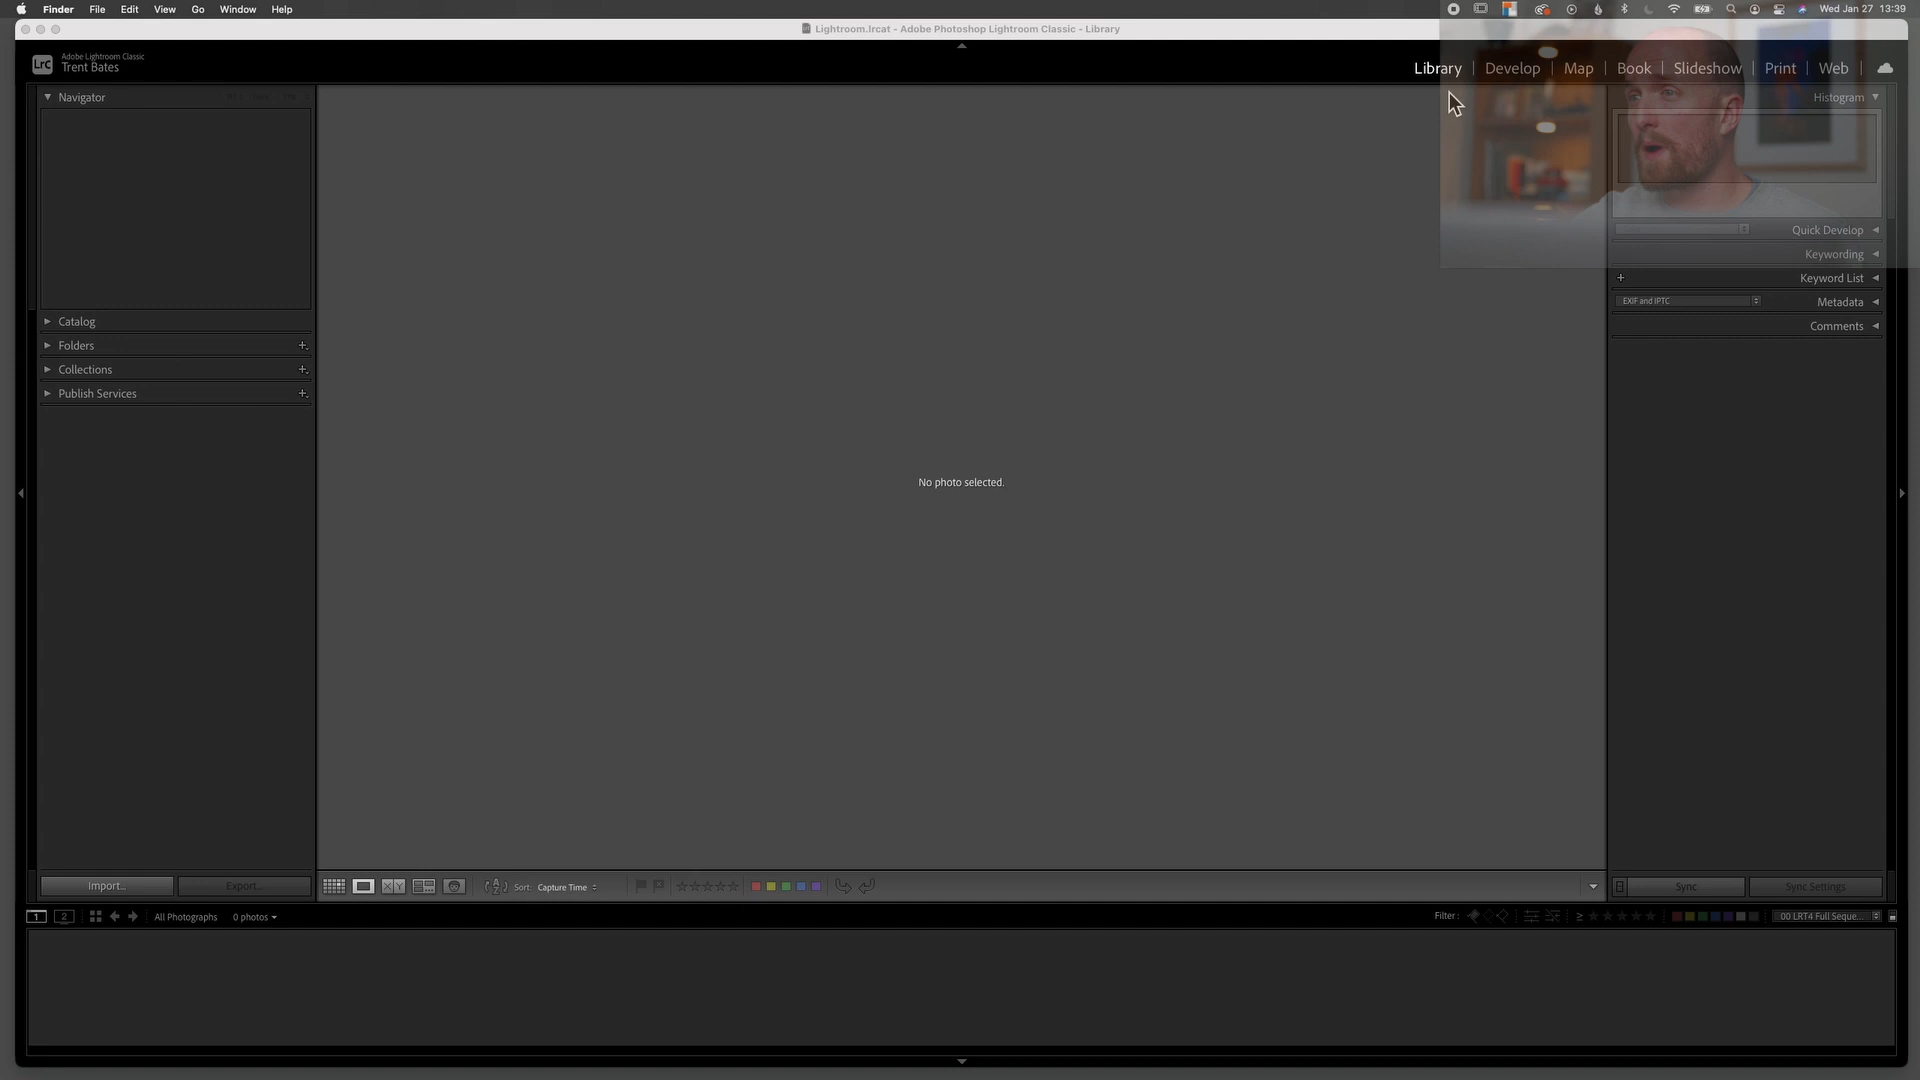 Finder File Edit View Go Window Help
Wed Jan 27 13:39
Lightroom.lrcat - Adobe Photoshop Lightroom Classic - Library
LrC
Adobe Lightroom Classic
Trent Bates
Library | Develop | Map | Book | Slideshow | Print | Web |
Navigator
Histogram
Quick Develop
Keywording
+ Keyword List
EXIF and IPTC Metadata
Comments
Catalog
Folders +
Collections +
Publish Services +
No photo selected.
Import...
Export...
XY
AZ Sort: Capture Time
Sync
Sync Settings
1 2 All Photographs 0 photos
Filter: ≥ 00 LRT4 Full Seque...